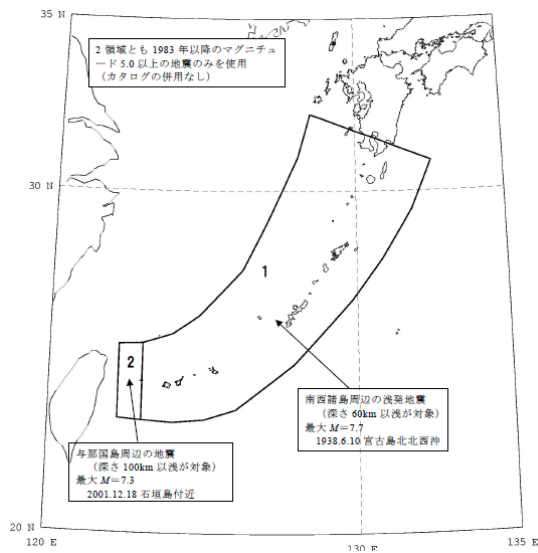 35 N
2 領域とも 1983 年以降のマグニチュ
ード 5.0 以上の地震のみを使用
（カタログの併用なし）
30 N
1
2
南西諸島周辺の浅発地震
（深さ 60km 以浅が対象）
最大 M＝7.7
1938.6.10 宮古島北北西沖
与那国島周辺の地震
（深さ 100km 以浅が対象）
最大 M＝7.3
2001.12.18 石垣島付近
20 N
120 E
130 E
135 E